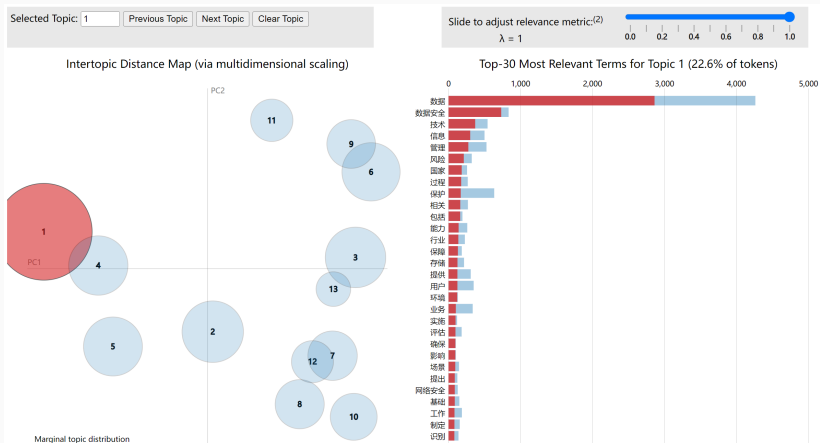 Selected Topic: 1 Previous Topic Next Topic Clear Topic
Slide to adjust relevance metric:(2)
λ = 1
0.0 0.2 0.4 0.6 0.8 1.0
Intertopic Distance Map (via multidimensional scaling)
PC2
PC1
11
9
6
1
4
3
13
2
5
7
12
8
10
Marginal topic distribution
Top-30 Most Relevant Terms for Topic 1 (22.6% of tokens)
0 1,000 2,000 3,000 4,000 5,000
数据
数据安全
技术
信息
管理
风险
国家
过程
保护
相关
包括
能力
行业
保障
存储
提供
用户
环境
业务
实施
评估
确保
影响
场景
提出
网络安全
基础
工作
制定
识别